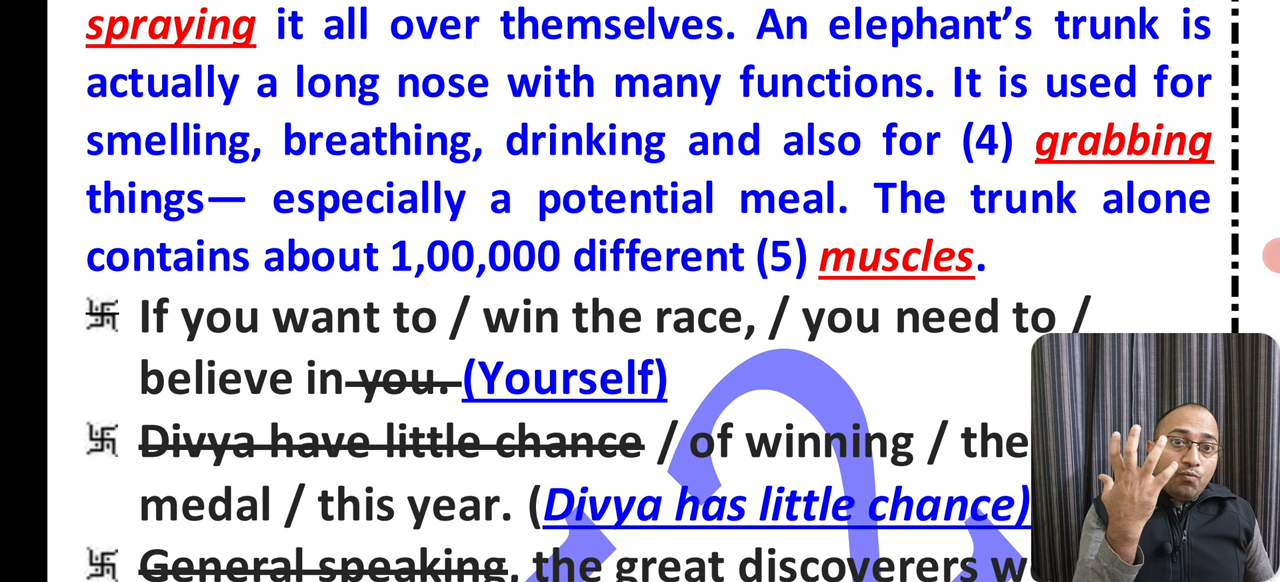 spraying it all over themselves. An elephant’s trunk is
actually a long nose with many functions. It is used for
smelling, breathing, drinking and also for (4) grabbing
things— especially a potential meal. The trunk alone
contains about 1,00,000 different (5) muscles.
卐 If you want to / win the race, / you need to /
believe in you. (Yourself)
卐 Divya have little chance / of winning / the
medal / this year. (Divya has little chance)
卐 General speaking, the great discoverers